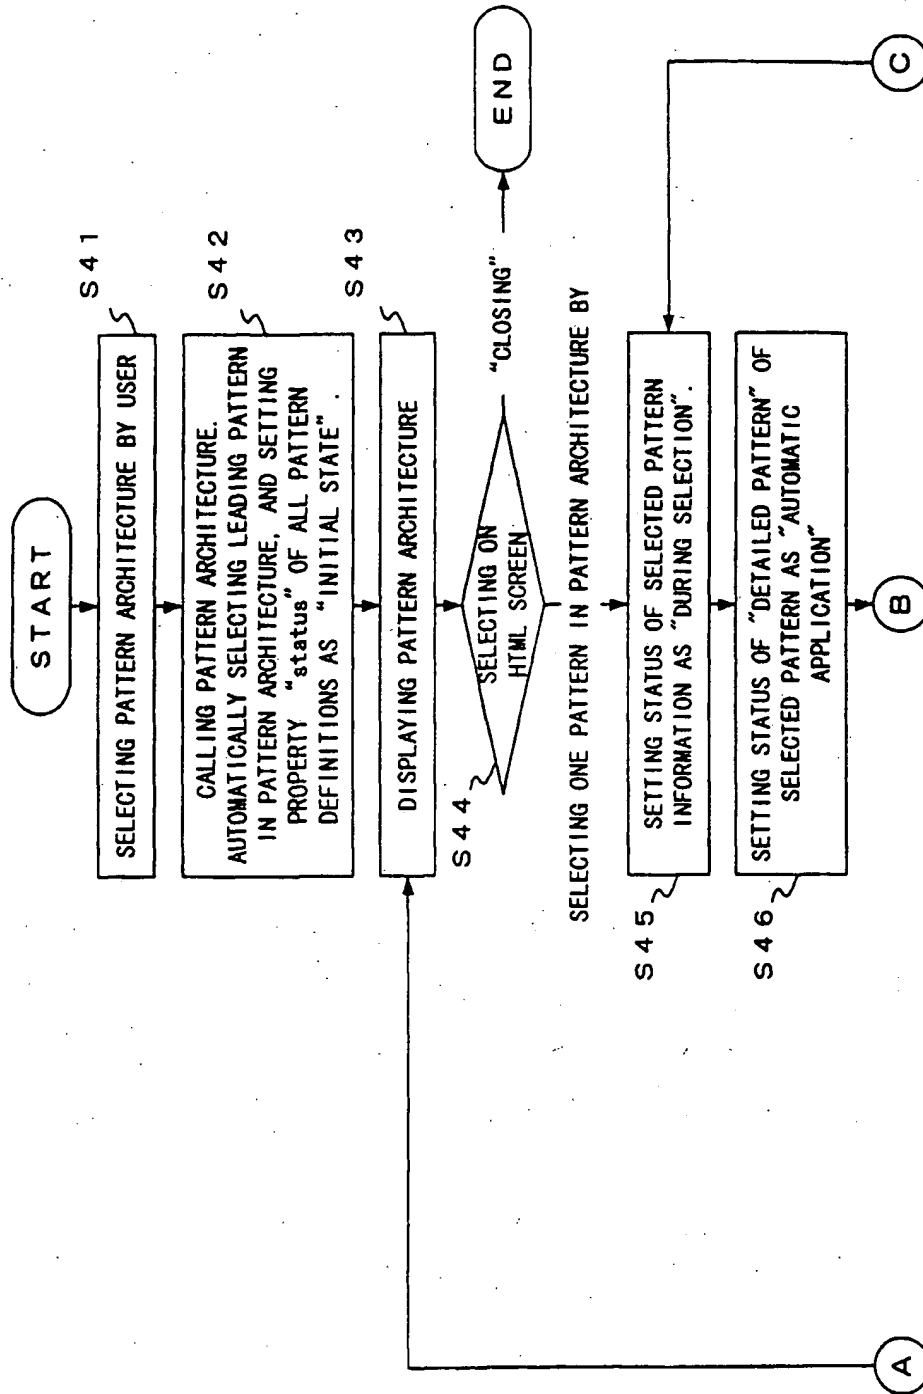 START
S41
SELECTING PATTERN ARCHITECTURE BY USER
S42
CALLING PATTERN ARCHITECTURE.
AUTOMATICALLY SELECTING LEADING PATTERN
IN PATTERN ARCHITECTURE, AND SETTING
PROPERTY "status" OF ALL PATTERN
DEFINITIONS AS "INITIAL STATE".
S43
DISPLAYING PATTERN ARCHITECTURE
S44
SELECTING ON
HTML SCREEN
"CLOSING"
END
SELECTING ONE PATTERN IN PATTERN ARCHITECTURE BY
S45
SETTING STATUS OF SELECTED PATTERN
INFORMATION AS "DURING SELECTION".
S46
SETTING STATUS OF "DETAILED PATTERN" OF
SELECTED PATTERN AS "AUTOMATIC
APPLICATION"
A
B
C